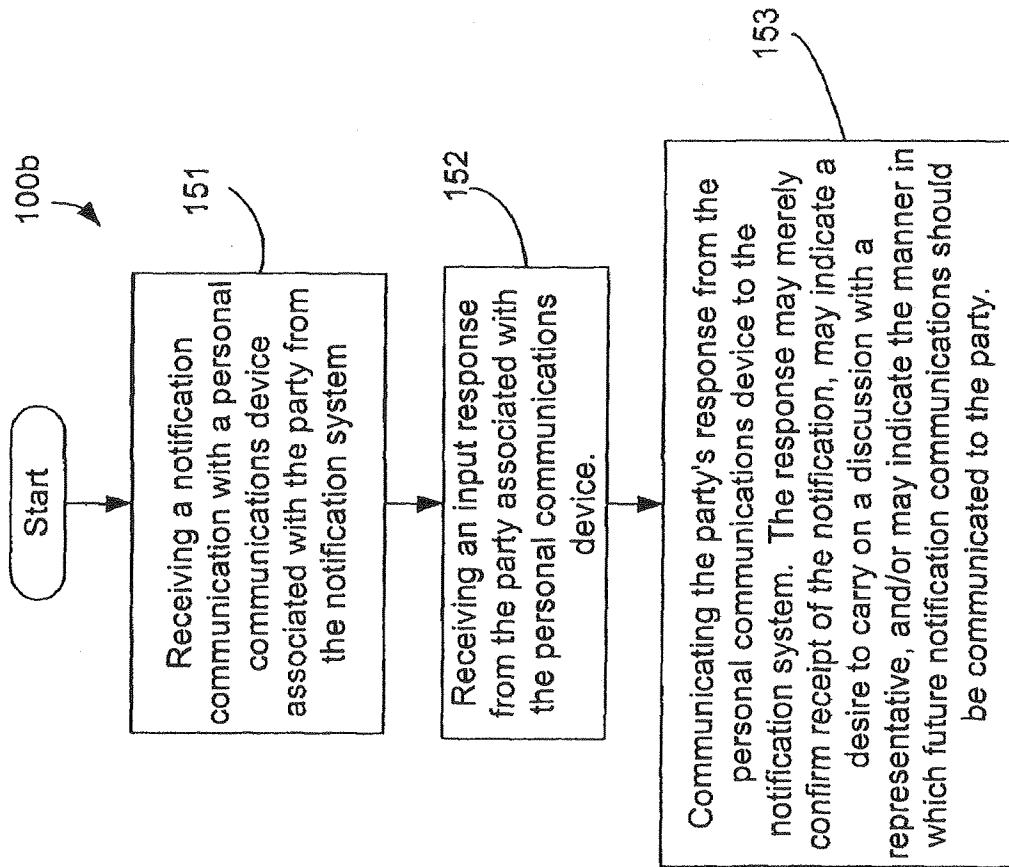 100b
Start
151
Receiving a notification
communication with a personal
communications device
associated with the party from
the notification system
152
Receiving an input response
from the party associated with
the personal communications
device.
153
Communicating the party's response from the
personal communications device to the
notification system. The response may merely
confirm receipt of the notification, may indicate a
desire to carry on a discussion with a
representative, and/or may indicate the manner in
which future notification communications should
be communicated to the party.